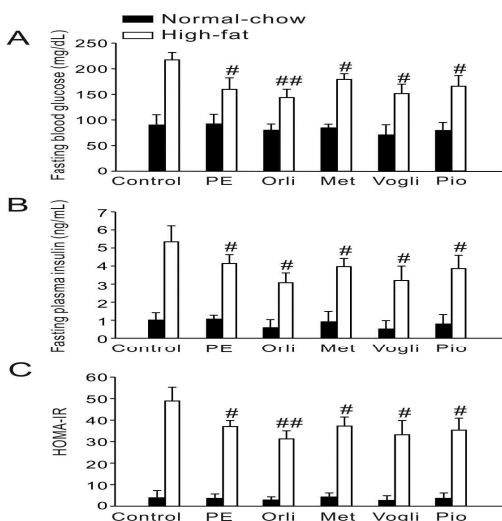 Normal-chow
High-fat
A
Fasting blood glucose (mg/dL)
250
200
150
100
50
0
# ## # # #
Control PE Orli Met Vogli Pio
B
Fasting plasma insulin (ng/mL)
7
6
5
4
3
2
1
0
# # # # #
Control PE Orli Met Vogli Pio
C
HOMA-IR
60
50
40
30
20
10
0
# ## # # #
Control PE Orli Met Vogli Pio